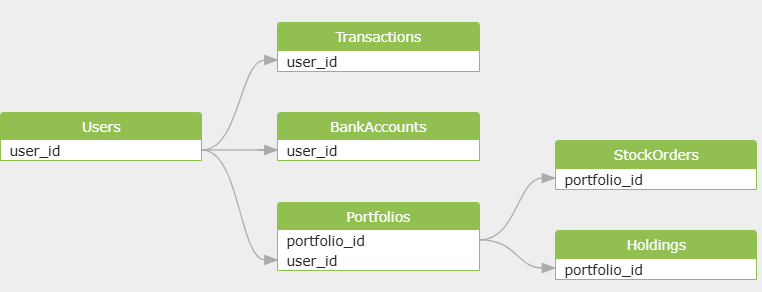 Users
user_id
Transactions
user_id
BankAccounts
user_id
Portfolios
portfolio_id
user_id
StockOrders
portfolio_id
Holdings
portfolio_id